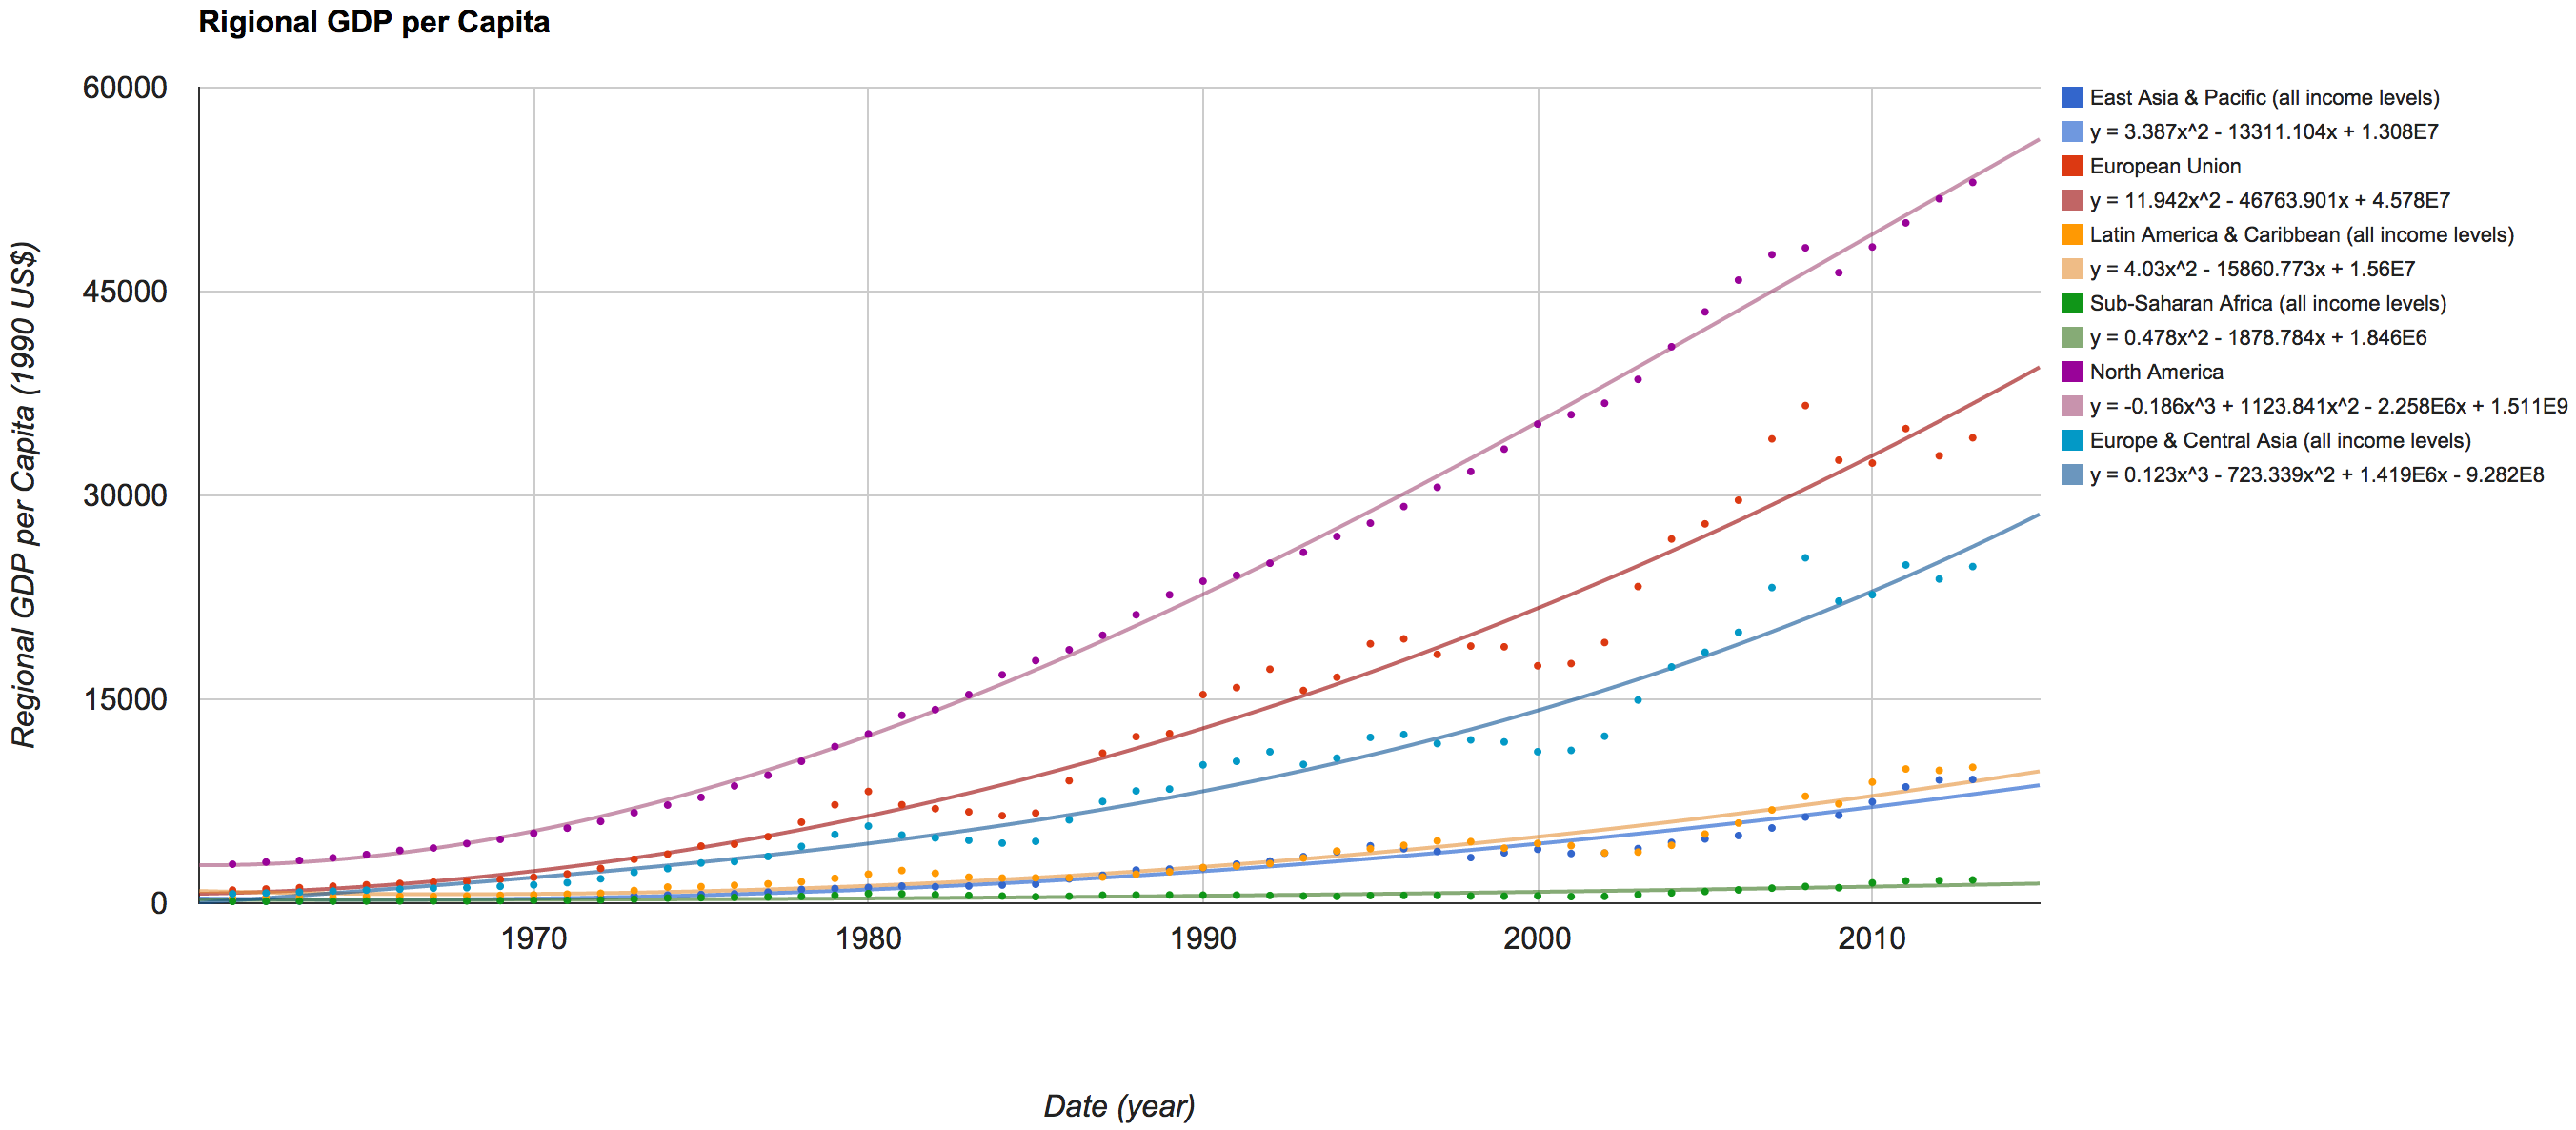 Rigional GDP per Capita
Regional GDP per Capita (1990 US$)
60000
45000
30000
15000
0
1970 1980 1990 2000 2010
Date (year)
East Asia & Pacific (all income levels)
y = 3.387x^2 - 13311.104x + 1.308E7
European Union
y = 11.942x^2 - 46763.901x + 4.578E7
Latin America & Caribbean (all income levels)
y = 4.03x^2 - 15860.773x + 1.56E7
Sub-Saharan Africa (all income levels)
y = 0.478x^2 - 1878.784x + 1.846E6
North America
y = -0.186x^3 + 1123.841x^2 - 2.258E6x + 1.511E9
Europe & Central Asia (all income levels)
y = 0.123x^3 - 723.339x^2 + 1.419E6x - 9.282E8